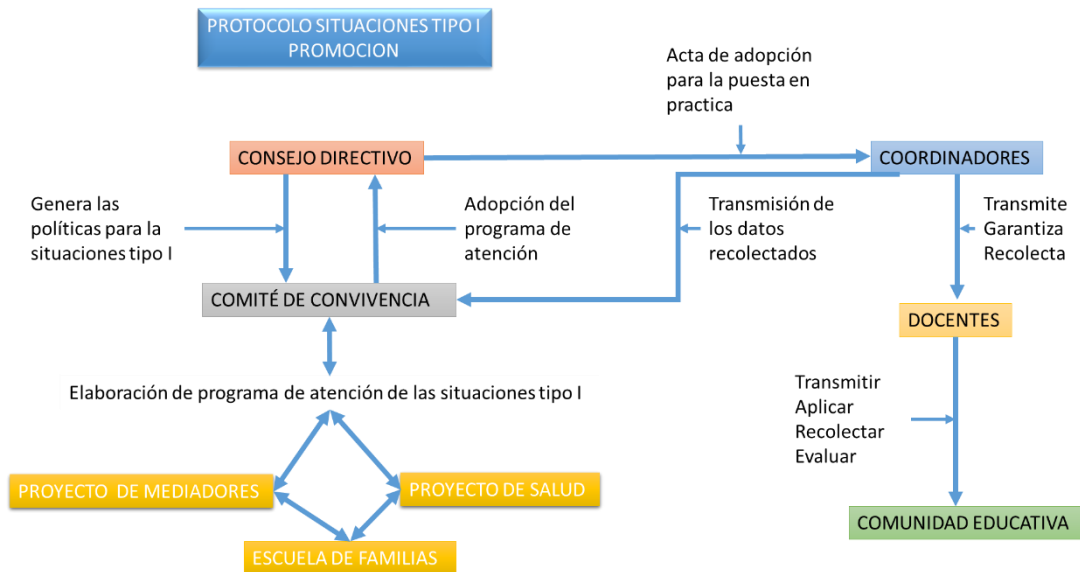 PROTOCOLO SITUACIONES TIPO I
PROMOCION
Acta de adopción
para la puesta en
practica
CONSEJO DIRECTIVO
COORDINADORES
Genera las
políticas para la
situaciones tipo I
Adopción del
programa de
atención
Transmisión de
los datos
recolectados
Transmite
Garantiza
Recolecta
COMITÉ DE CONVIVENCIA
DOCENTES
Elaboración de programa de atención de las situaciones tipo I
Transmitir
Aplicar
Recolectar
Evaluar
PROYECTO DE MEDIADORES
PROYECTO DE SALUD
COMUNIDAD EDUCATIVA
ESCUELA DE FAMILIAS